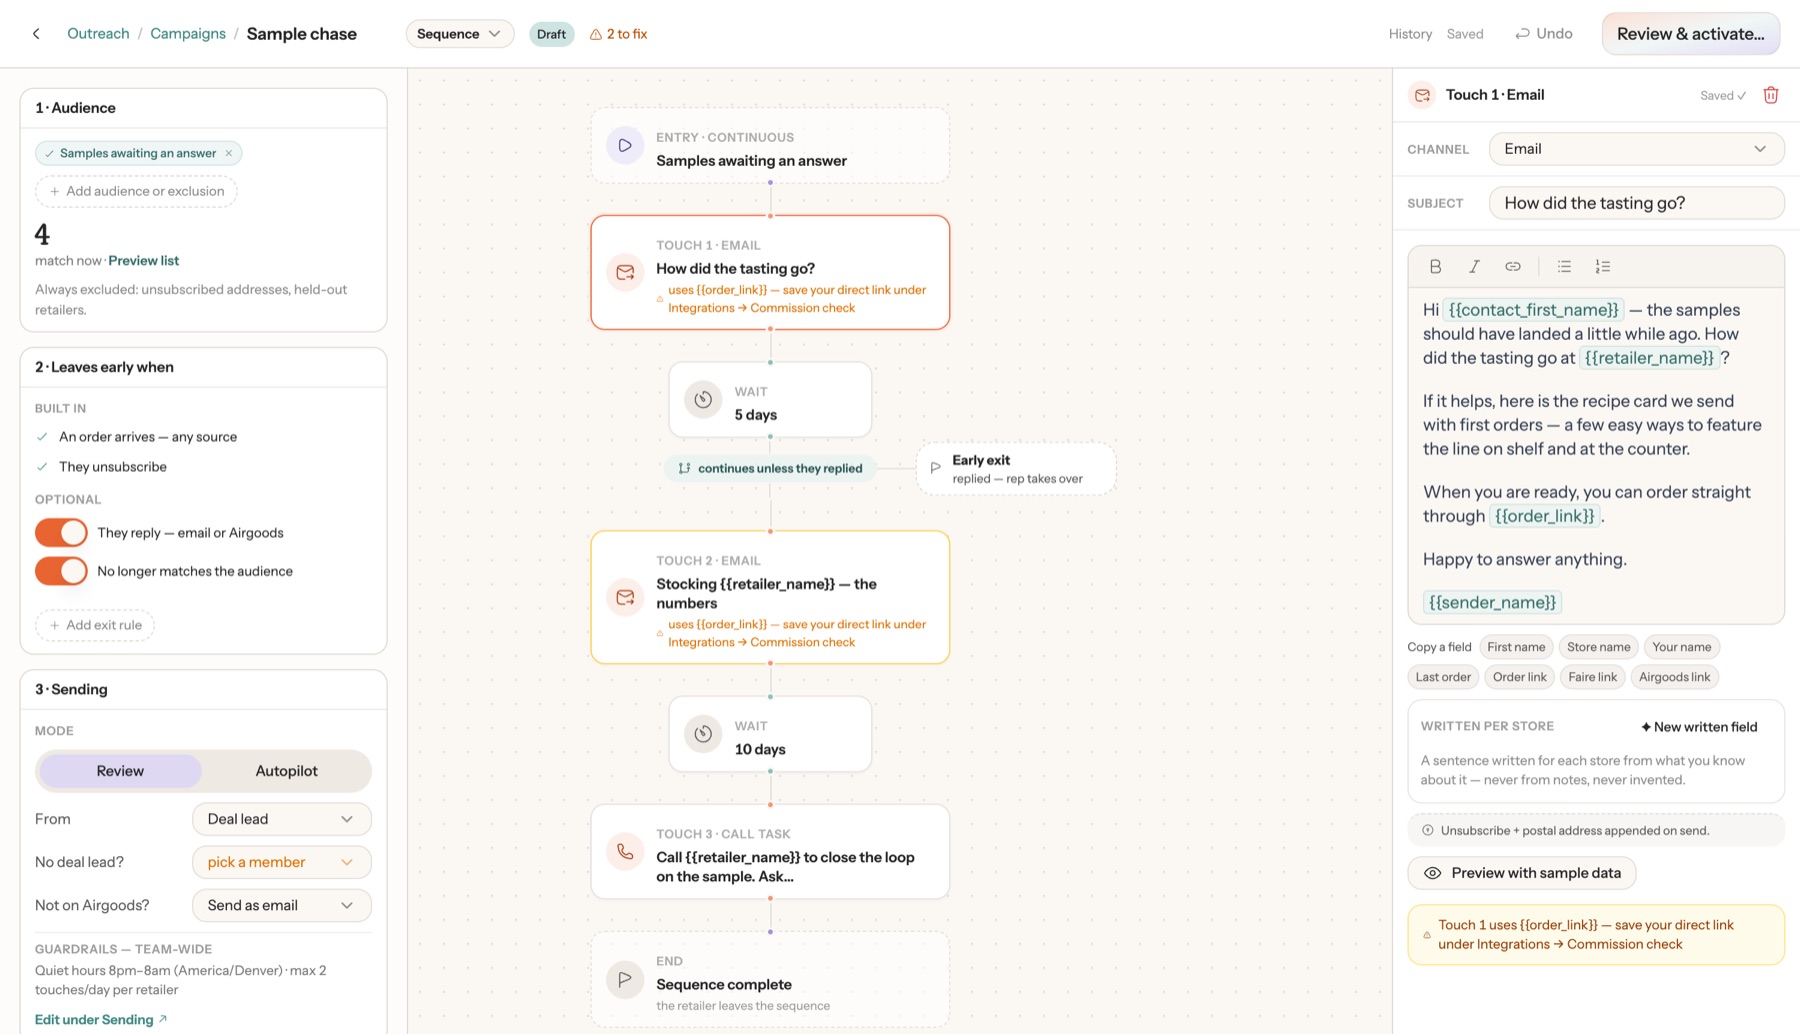 Outreach / Campaigns / Sample chase
Sequence
Draft
2 to fix
History
Saved
Undo
Review & activate...
1 · Audience
Samples awaiting an answer ×
+ Add audience or exclusion
4
match now · Preview list
Always excluded: unsubscribed addresses, held-out
retailers.
2 · Leaves early when
BUILT IN
An order arrives — any source
They unsubscribe
OPTIONAL
They reply — email or Airgoods
No longer matches the audience
+ Add exit rule
3 · Sending
MODE
Review
Autopilot
From
Deal lead
No deal lead?
pick a member
Not on Airgoods?
Send as email
GUARDRAILS — TEAM-WIDE
Quiet hours 8pm–8am (America/Denver) · max 2
touches/day per retailer
Edit under Sending ↗
ENTRY · CONTINUOUS
Samples awaiting an answer
TOUCH 1 · EMAIL
How did the tasting go?
uses {{order_link}} — save your direct link under
Integrations → Commission check
WAIT
5 days
continues unless they replied
Early exit
replied — rep takes over
TOUCH 2 · EMAIL
Stocking {{retailer_name}} — the
numbers
uses {{order_link}} — save your direct link under
Integrations → Commission check
WAIT
10 days
TOUCH 3 · CALL TASK
Call {{retailer_name}} to close the loop
on the sample. Ask...
END
Sequence complete
the retailer leaves the sequence
Touch 1 · Email
Saved ✓
CHANNEL
Email
SUBJECT
How did the tasting go?
B I
Hi {{contact_first_name}} — the samples
should have landed a little while ago. How
did the tasting go at {{retailer_name}} ?
If it helps, here is the recipe card we send
with first orders — a few easy ways to feature
the line on shelf and at the counter.
When you are ready, you can order straight
through {{order_link}} .
Happy to answer anything.
{{sender_name}}
Copy a field
First name
Store name
Your name
Last order
Order link
Faire link
Airgoods link
WRITTEN PER STORE
✦ New written field
A sentence written for each store from what you know
about it — never from notes, never invented.
Unsubscribe + postal address appended on send.
Preview with sample data
Touch 1 uses {{order_link}} — save your direct link
under Integrations → Commission check